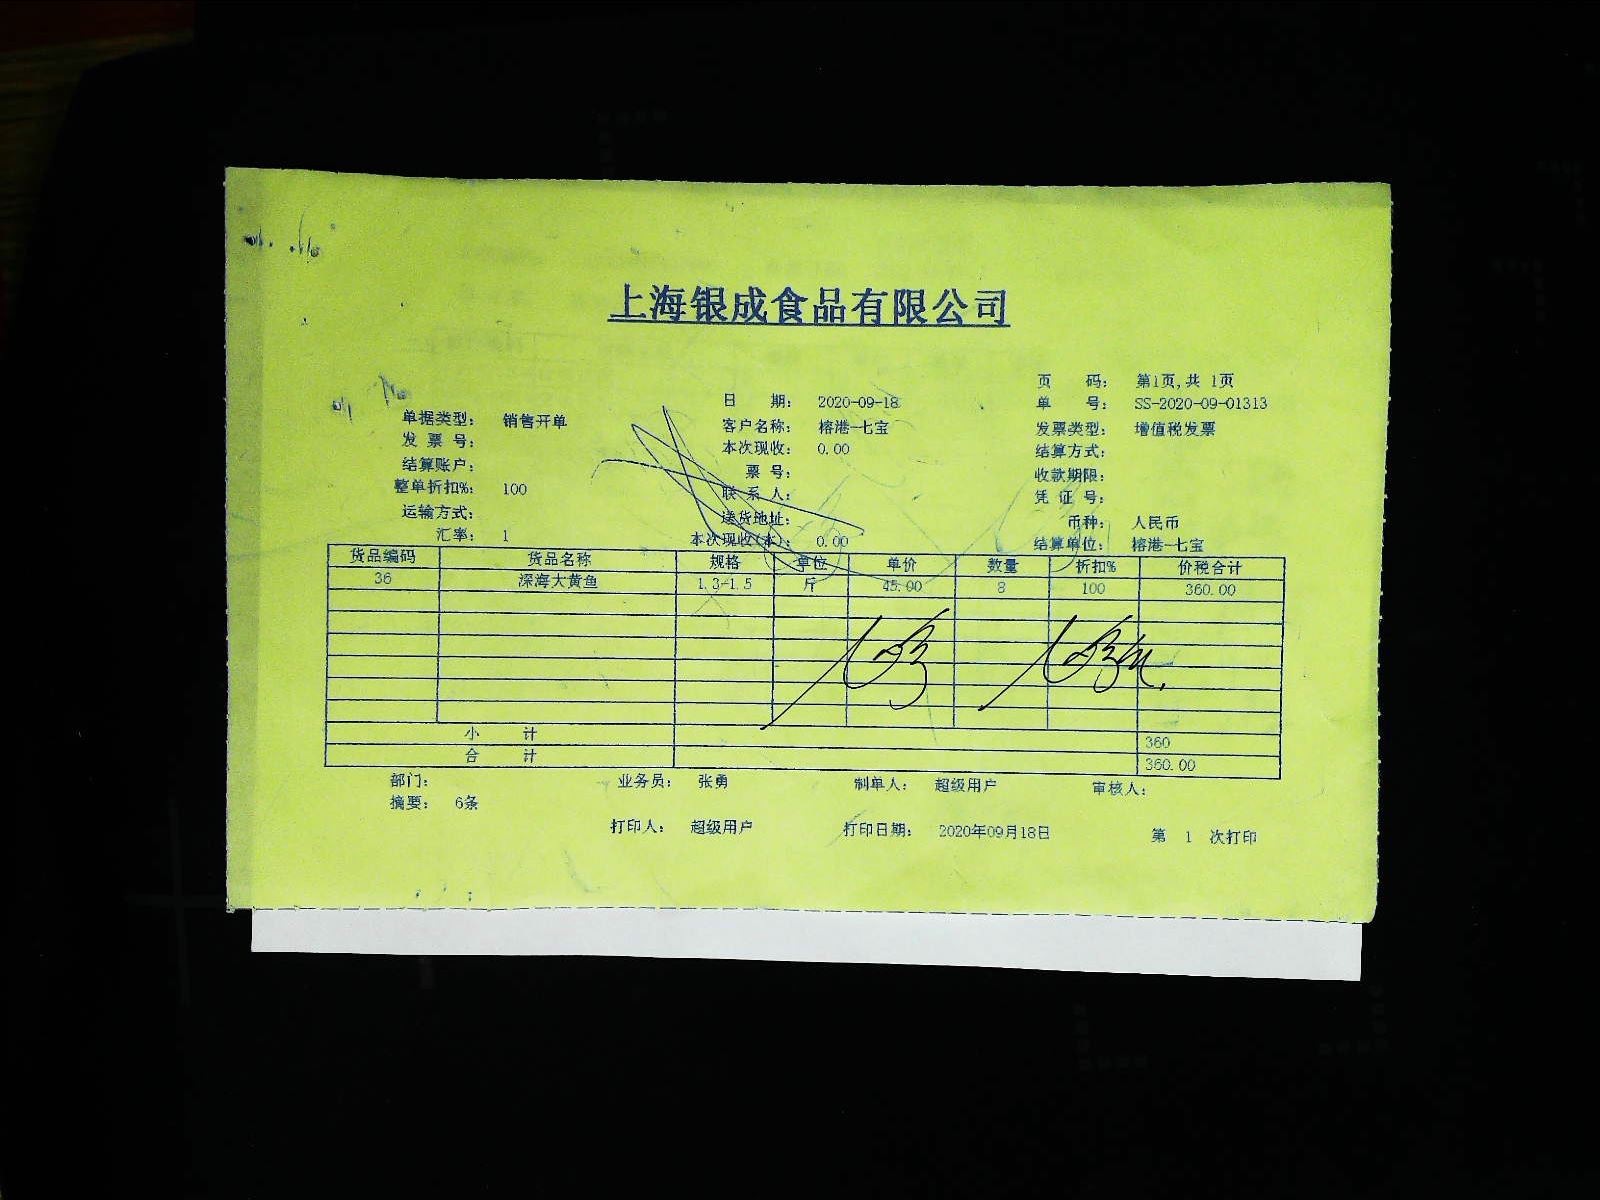 上海银成食品有限公司
页 码： 第1页,共 1页
日 期： 2020-09-18 单 号： SS-2020-09-01313
单据类型： 销售开单 客户名称： 榕港-七宝 发票类型： 增值税发票
发 票 号： 本次现收： 0.00 结算方式：
结算账户： 票 号： 收款期限：
整单折扣%： 100 联 系 人： 凭 证 号：
运输方式： 送货地址： 币种： 人民币
汇率： 1 本次现收(本)： 0.00 结算单位： 榕港-七宝
货品编码 货品名称 规格 单位 单价 数量 折扣% 价税合计
36 深海大黄鱼 1.3-1.5 斤 45.00 8 100 360.00
小 计 360
合 计 360.00
部门： 业务员： 张勇 制单人： 超级用户 审核人：
摘要： 6条
打印人： 超级用户 打印日期： 2020年09月18日 第 1 次打印